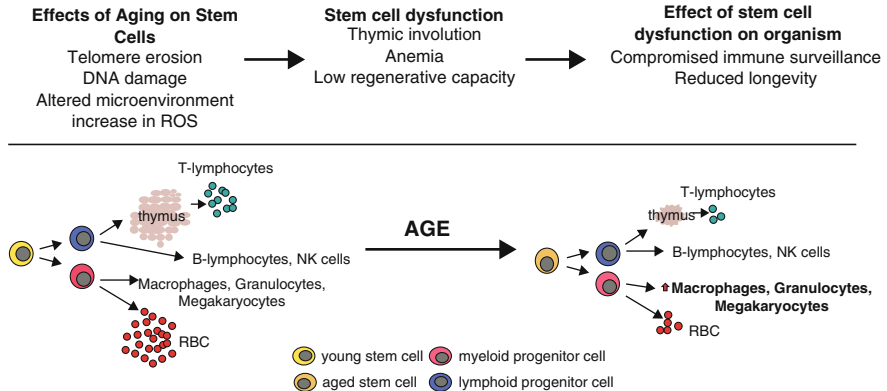 Effects of Aging on Stem
Cells
Telomere erosion
DNA damage
Altered microenvironment
increase in ROS
Stem cell dysfunction
Thymic involution
Anemia
Low regenerative capacity
Effect of stem cell
dysfunction on organism
Compromised immune surveillance
Reduced longevity
T-lymphocytes
thymus
B-lymphocytes, NK cells
Macrophages, Granulocytes,
Megakaryocytes
RBC
AGE
T-lymphocytes
thymus
B-lymphocytes, NK cells
Macrophages, Granulocytes,
Megakaryocytes
RBC
young stem cell
myeloid progenitor cell
aged stem cell
lymphoid progenitor cell